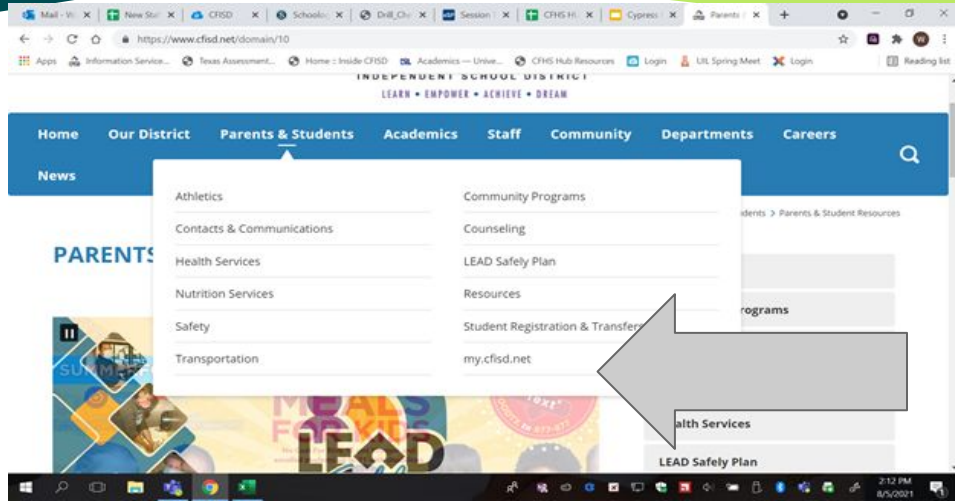 Mail - W
New Stu
CFISD
Schoology
Drill_Ch
Session
CFHS H
Cypress
Parents
https://www.cfisd.net/domain/10
Apps Information Service... Texas Assessment... Home :: Inside CFISD Academics — Unive... CFHS Hub Resources Login UIL Spring Meet Login Reading list
INDEPENDENT SCHOOL DISTRICT
LEARN • EMPOWER • ACHIEVE • DREAM
Home Our District Parents & Students Academics Staff Community Departments Careers
News
Athletics Community Programs
Contacts & Communications Counseling
Health Services LEAD Safely Plan
Nutrition Services Resources
Safety Student Registration & Transfers
Transportation my.cfisd.net
dents > Parents & Student Resources
PARENTS
rograms
alth Services
LEAD Safely Plan
MEALS
FOR KIDS
LEAD
2:12 PM
8/5/2021